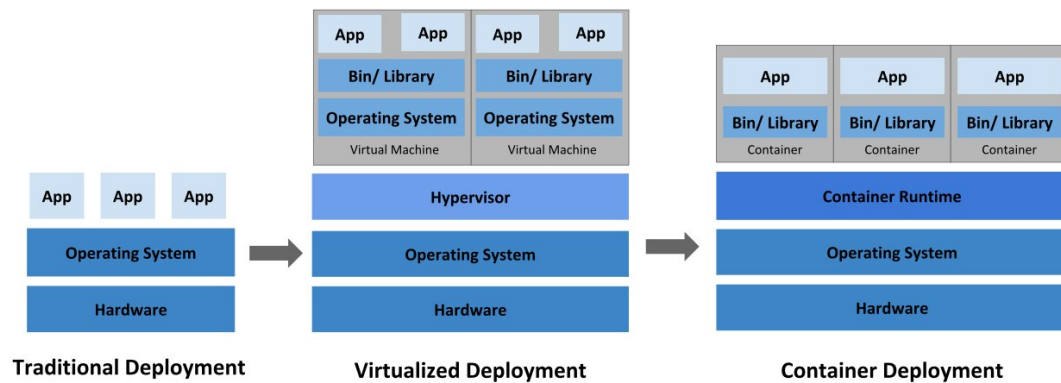 App App App
Operating System
Hardware
Traditional Deployment
App App App App
Bin/ Library Bin/ Library
Operating System Operating System
Virtual Machine Virtual Machine
Hypervisor
Operating System
Hardware
Virtualized Deployment
App App App
Bin/ Library Bin/ Library Bin/ Library
Container Container Container
Container Runtime
Operating System
Hardware
Container Deployment